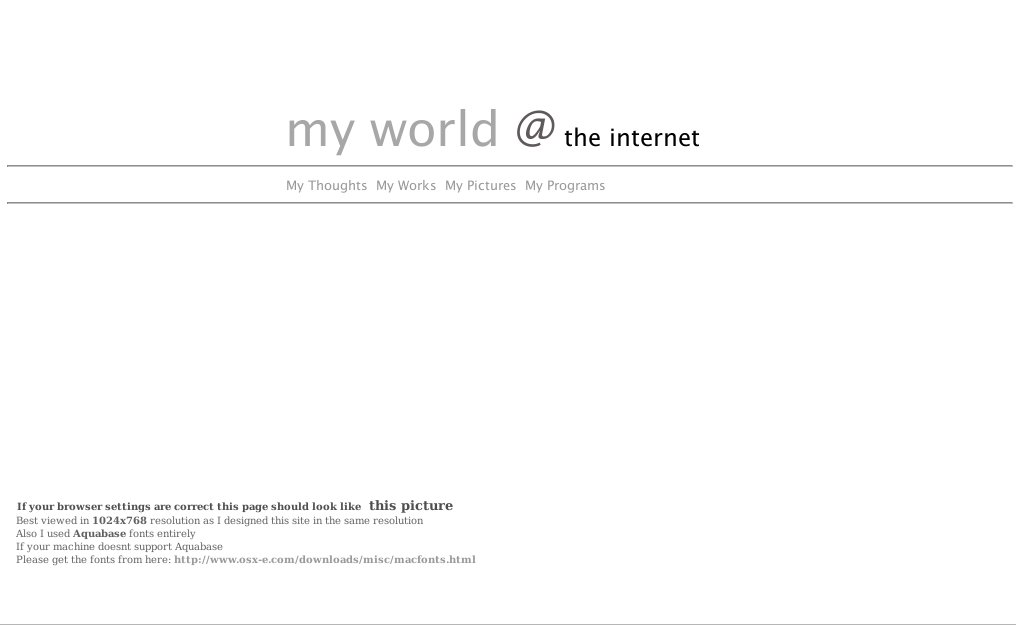 my world @ the internet
My Thoughts My Works My Pictures My Programs
If your browser settings are correct this page should look like this picture
Best viewed in 1024x768 resolution as I designed this site in the same resolution
Also I used Aquabase fonts entirely
If your machine doesnt support Aquabase
Please get the fonts from here: http://www.osx-e.com/downloads/misc/macfonts.html